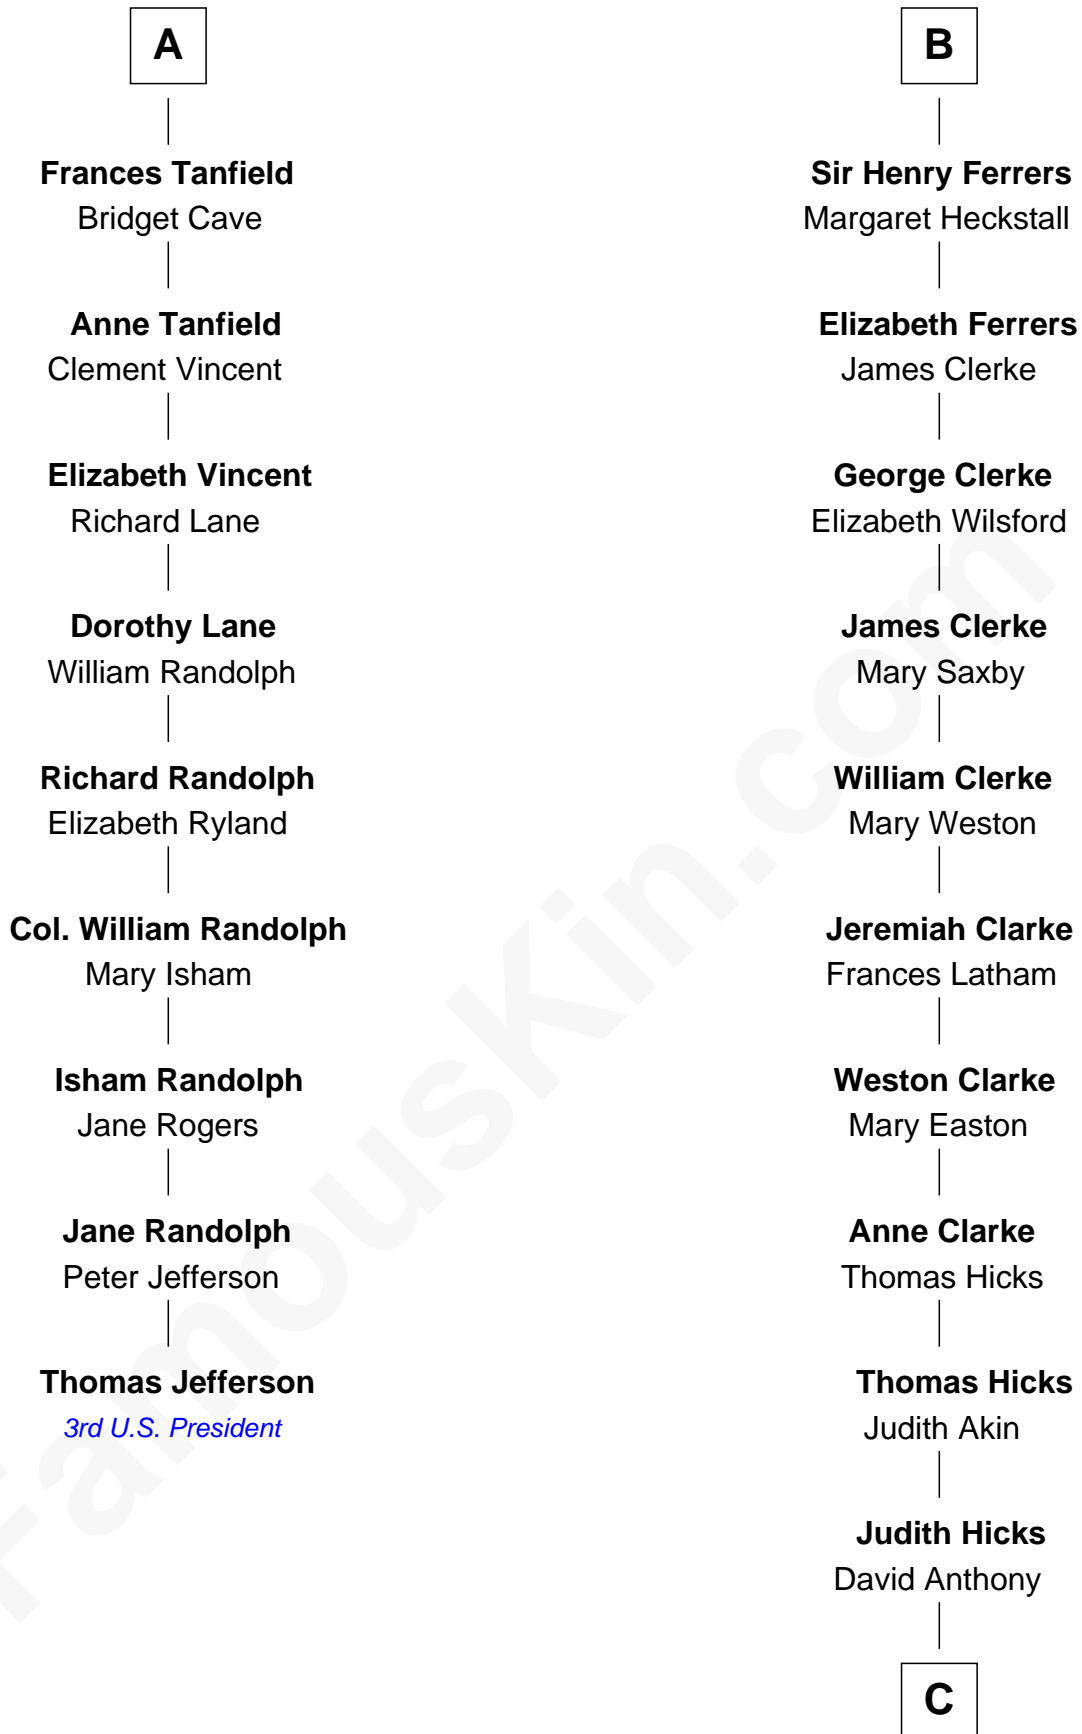 A
Frances Tanfield
Bridget Cave
Anne Tanfield
Clement Vincent
Elizabeth Vincent
Richard Lane
Dorothy Lane
William Randolph
Richard Randolph
Elizabeth Ryland
Col. William Randolph
Mary Isham
Isham Randolph
Jane Rogers
Jane Randolph
Peter Jefferson
Thomas Jefferson
3rd U.S. President
B
Sir Henry Ferrers
Margaret Heckstall
Elizabeth Ferrers
James Clerke
George Clerke
Elizabeth Wilsford
James Clerke
Mary Saxby
William Clerke
Mary Weston
Jeremiah Clarke
Frances Latham
Weston Clarke
Mary Easton
Anne Clarke
Thomas Hicks
Thomas Hicks
Judith Akin
Judith Hicks
David Anthony
C
FamousKin.com